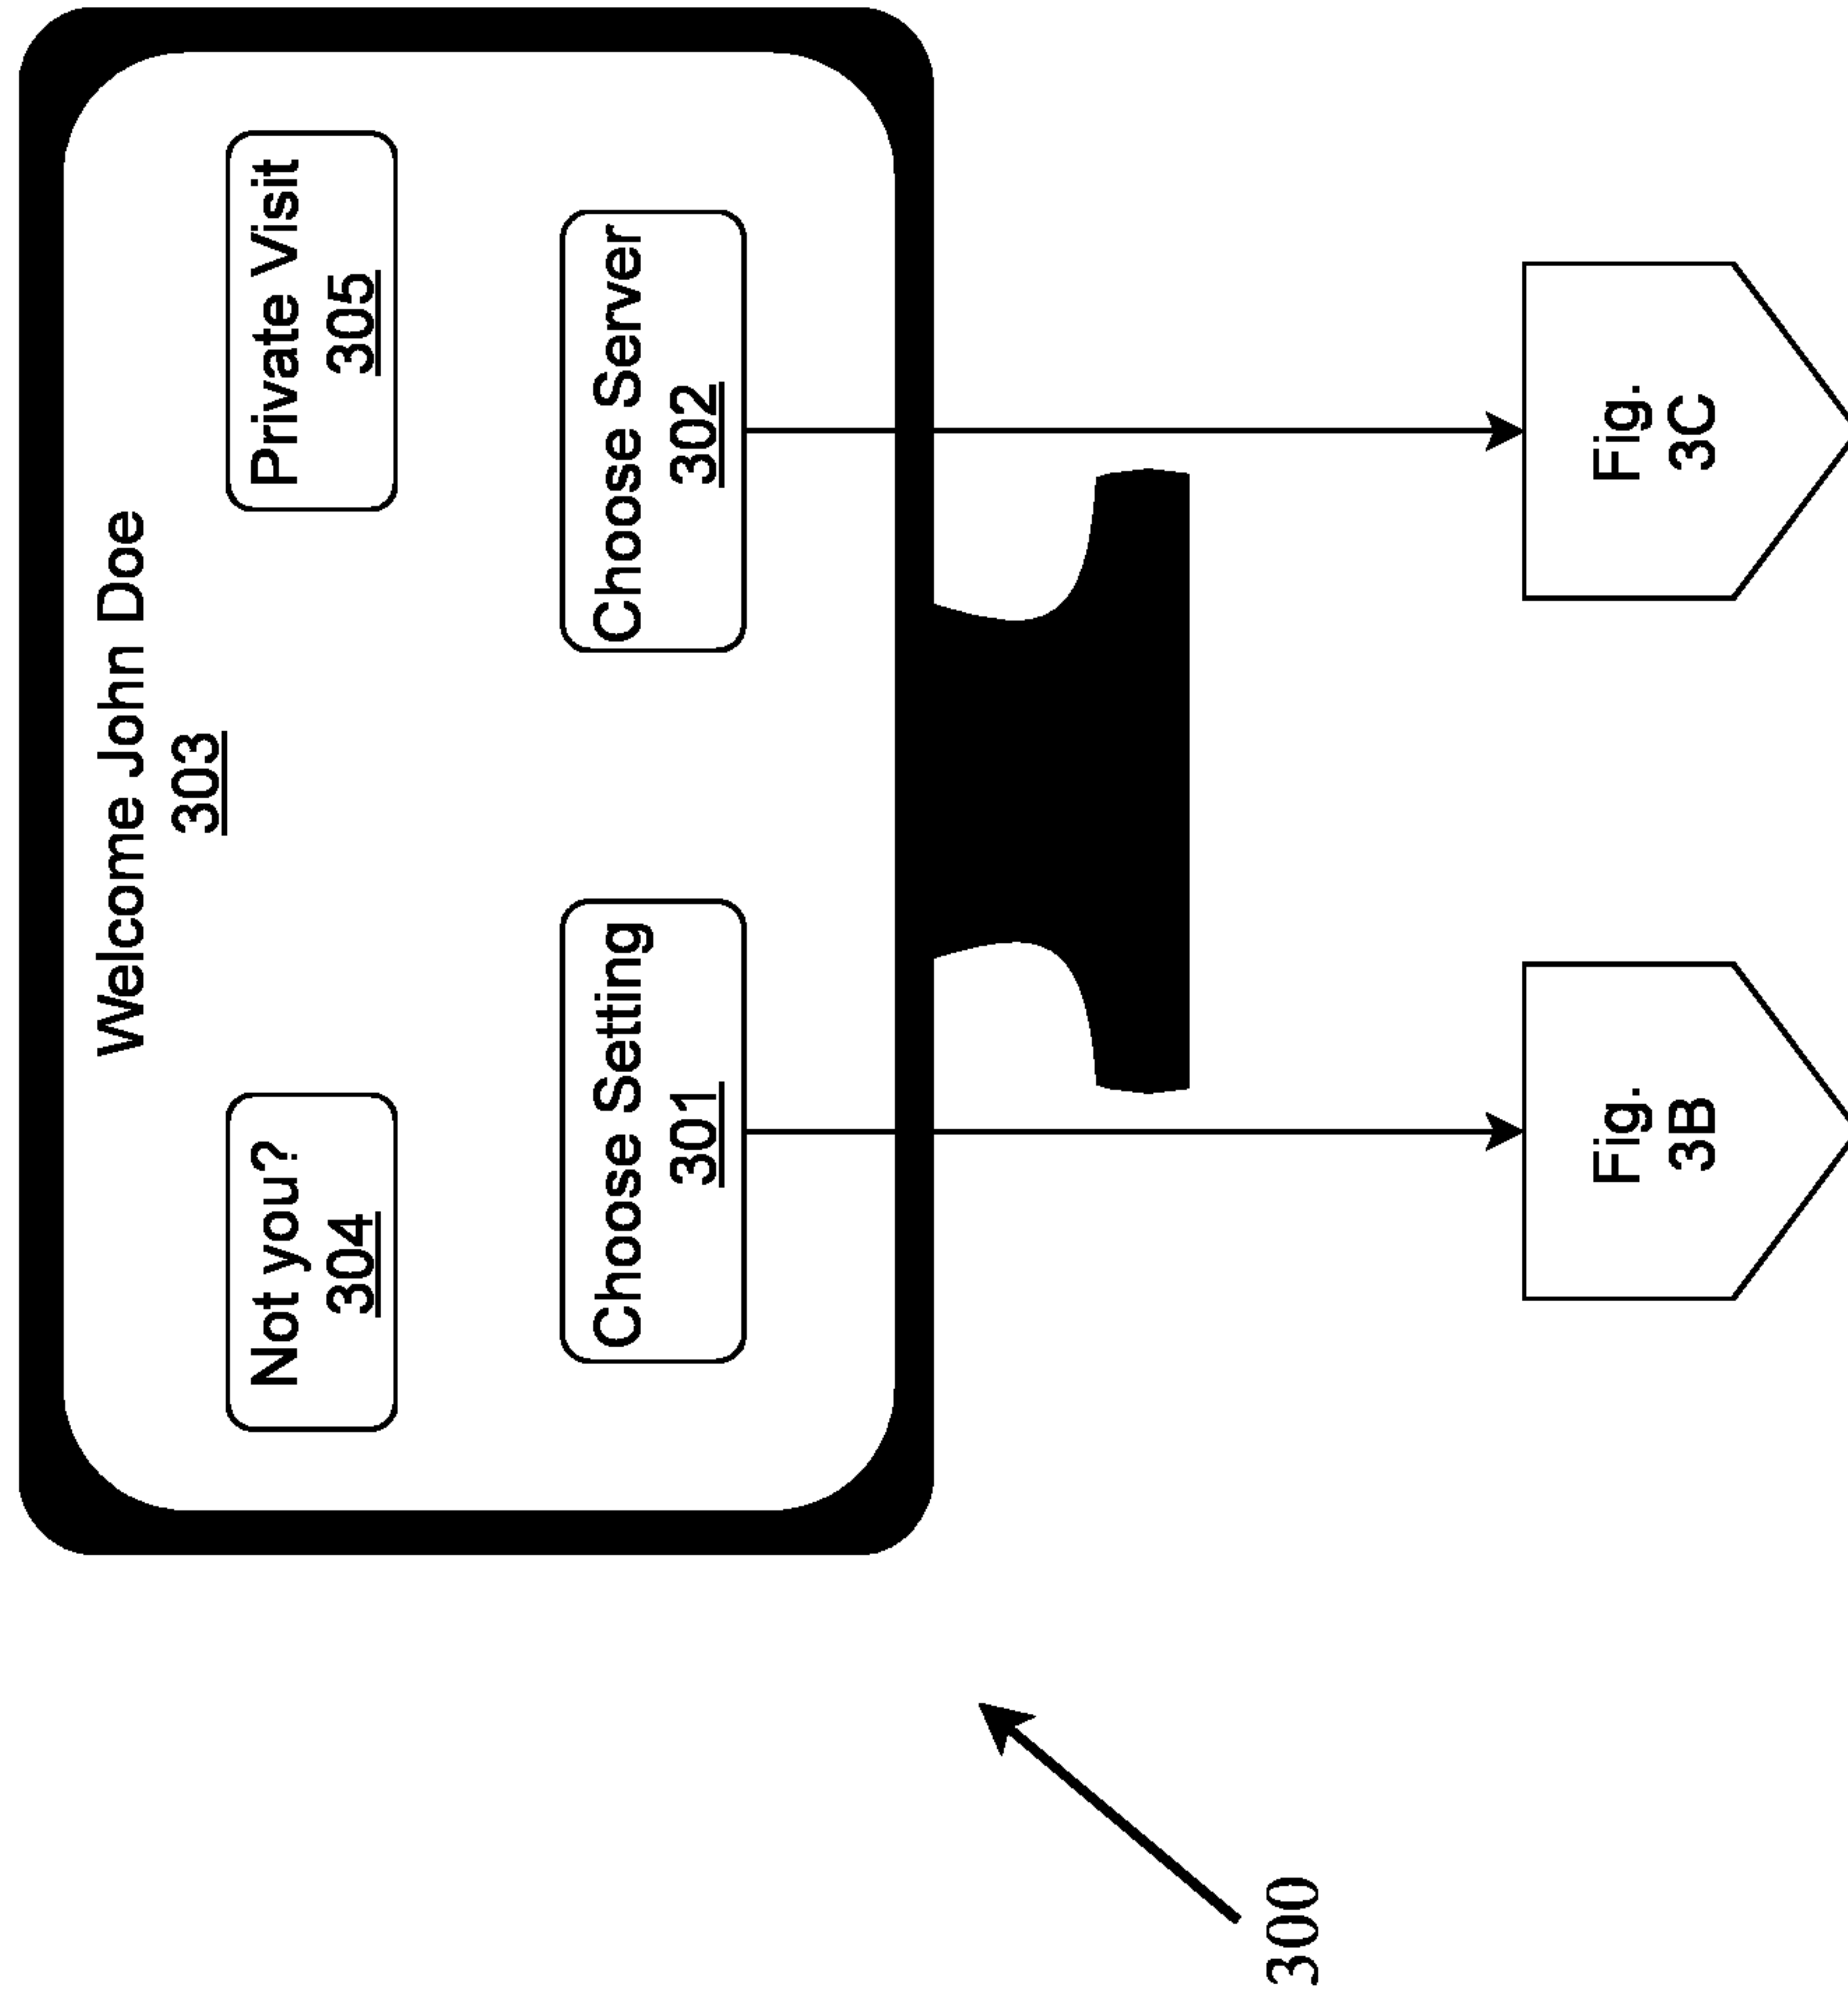 Welcome John Doe
303
Not you?
304
Private Visit
305
Choose Setting
301
Choose Server
302
300
Fig.
3B
Fig.
3C